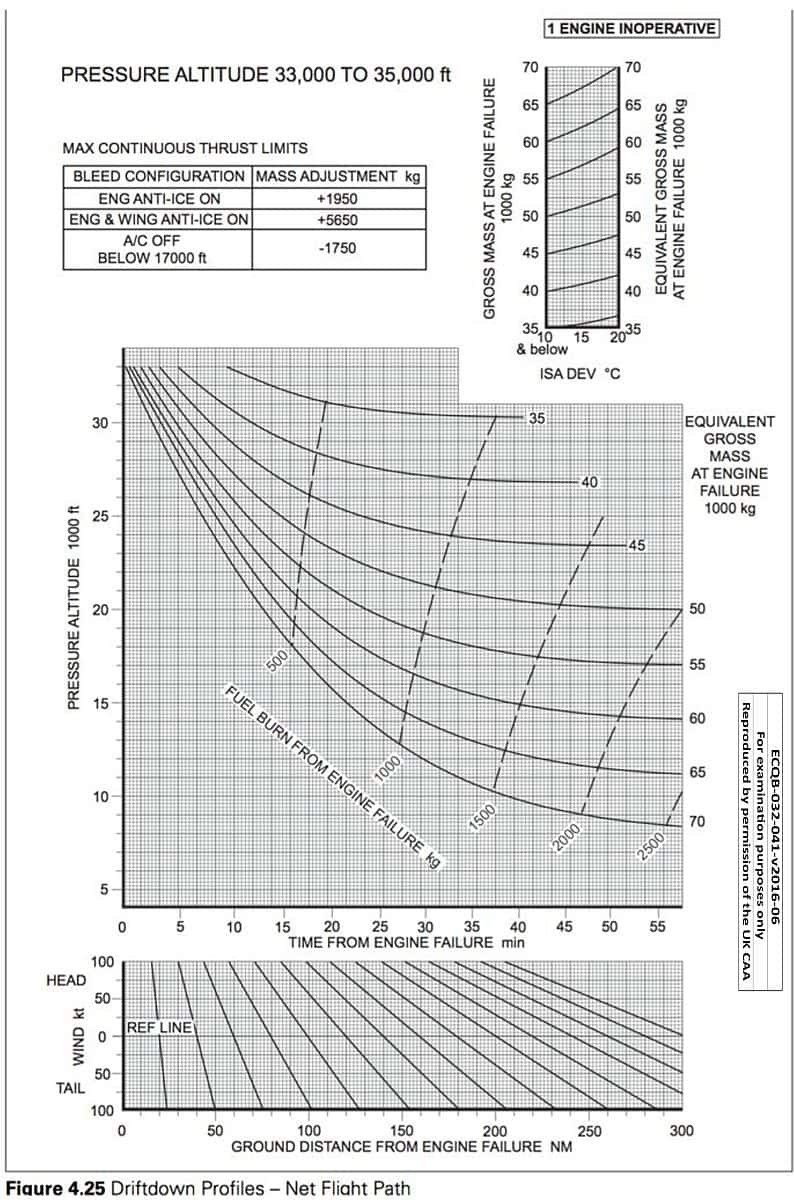 1 ENGINE INOPERATIVE
PRESSURE ALTITUDE 33,000 TO 35,000 ft
MAX CONTINUOUS THRUST LIMITS
BLEED CONFIGURATION MASS ADJUSTMENT kg
ENG ANTI-ICE ON +1950
ENG & WING ANTI-ICE ON +5650
A/C OFF
BELOW 17000 ft
-1750
GROSS MASS AT ENGINE FAILURE
1000 kg
70 70
65 65
60 60
55 55
50 50
45 45
40 40
35 35
10 15 20
& below
ISA DEV °C
EQUIVALENT GROSS MASS
AT ENGINE FAILURE 1000 kg
PRESSURE ALTITUDE 1000 ft
30
25
20
15
10
5
35
40
45
50
55
60
65
70
EQUIVALENT
GROSS
MASS
AT ENGINE
FAILURE
1000 kg
500
1000
1500
2000
2500
FUEL BURN FROM ENGINE FAILURE kg
0 5 10 15 20 25 30 35 40 45 50 55
TIME FROM ENGINE FAILURE min
ECQB-032-041-v2016-06
For examination purposes only
Reproduced by permission of the UK CAA
HEAD
WIND kt
TAIL
100
50
0
50
100
REF LINE
0 50 100 150 200 250 300
GROUND DISTANCE FROM ENGINE FAILURE NM
Figure 4.25 Driftdown Profiles – Net Flight Path